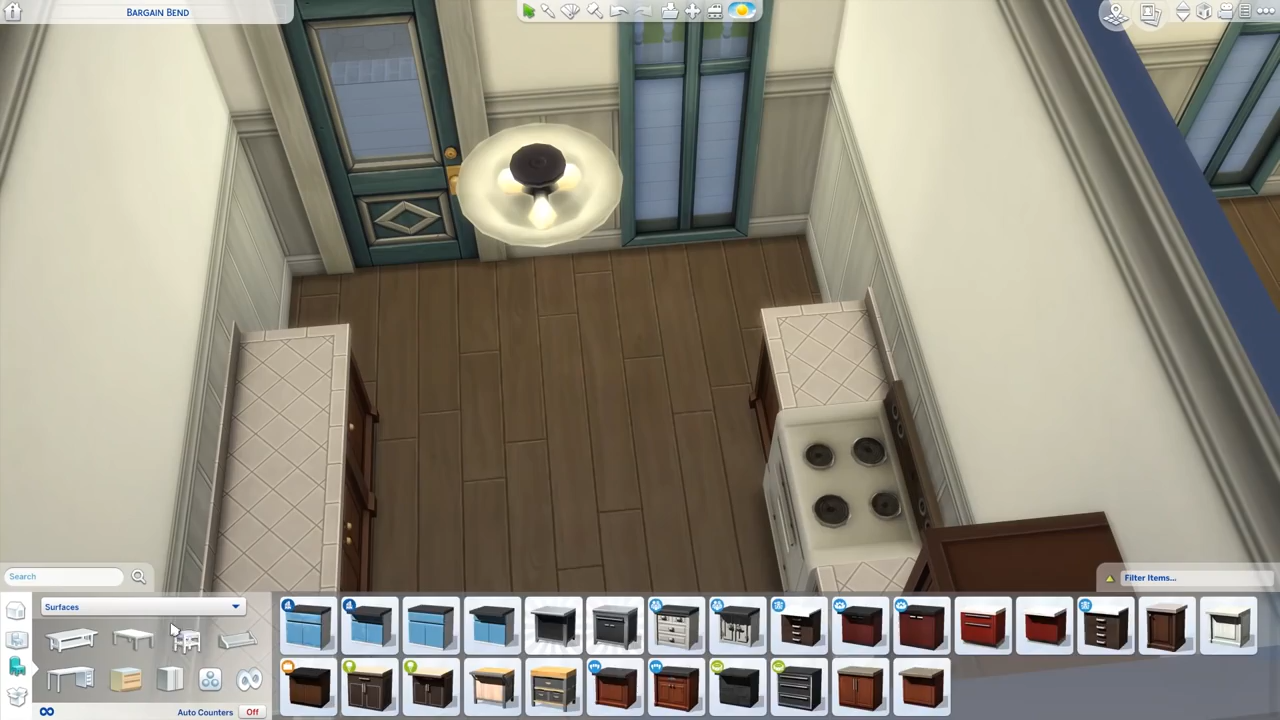 BARGAIN BEND
Search
Filter Items...
Surfaces
Auto Counters Off